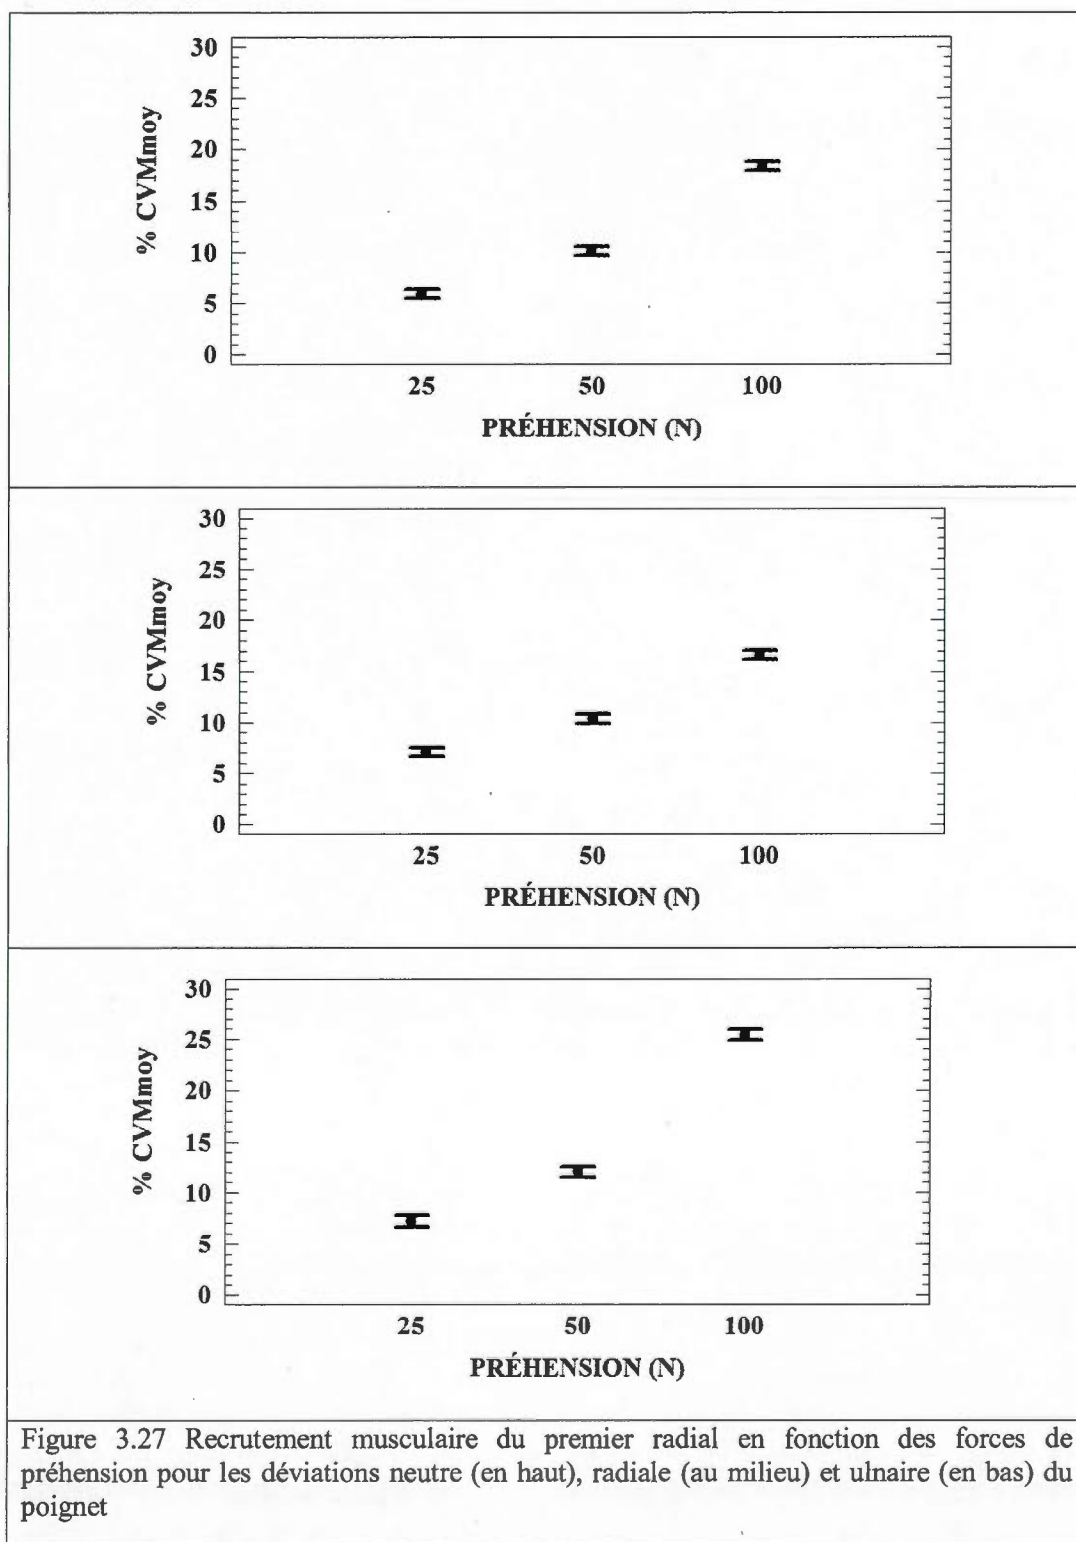 30
25
20
15
10
5
0
% CVMmoy
25 50 100
PRÉHENSION (N)
30
25
20
15
10
5
0
% CVMmoy
25 50 100
PRÉHENSION (N)
30
25
20
15
10
5
0
% CVMmoy
25 50 100
PRÉHENSION (N)
Figure 3.27 Recrutement musculaire du premier radial en fonction des forces de
préhension pour les déviations neutre (en haut), radiale (au milieu) et ulnaire (en bas) du
poignet